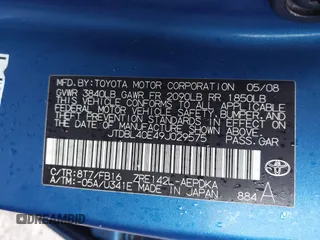 MFD. BY: TOYOTA MOTOR CORPORATION 05/08
GVWR 3840LB GAWR FR 2090LB RR 1850LB
THIS VEHICLE CONFORMS TO ALL APPLICABLE
FEDERAL MOTOR VEHICLE SAFETY, BUMPER, AND
THEFT PREVENTION STANDARDS IN EFFECT ON
THE DATE OF MANUFACTURE SHOWN ABOVE.
JTDBL40E49J029575 PASS.CAR
C/TR: 8T7/FB16 ZRE142L-AEPDKA
A/TM: -05A/U341E MADE IN JAPAN 884 A